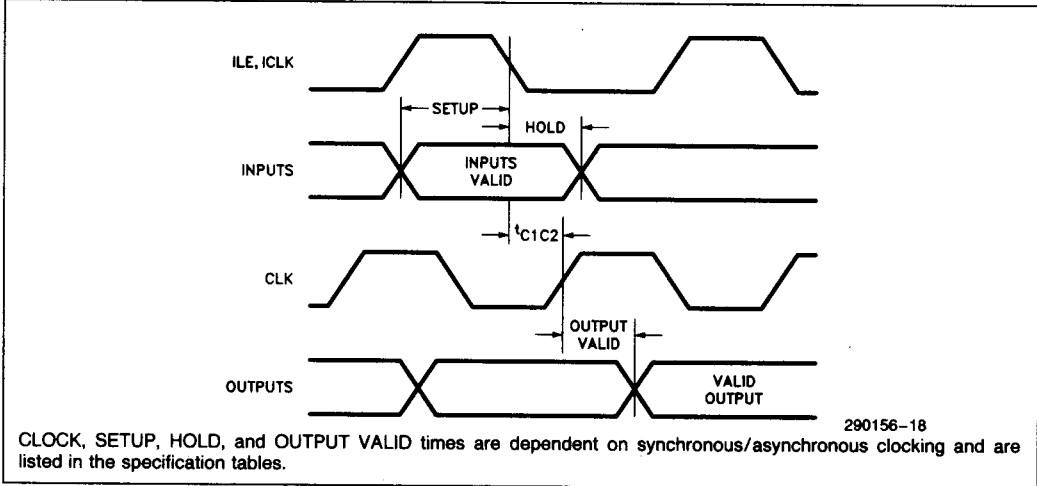 ILE, ICLK
SETUP
HOLD
INPUTS
INPUTS
VALID
tC1C2
CLK
OUTPUT
VALID
OUTPUTS
VALID
OUTPUT
290156-18
CLOCK, SETUP, HOLD, and OUTPUT VALID times are dependent on synchronous/asynchronous clocking and are
listed in the specification tables.